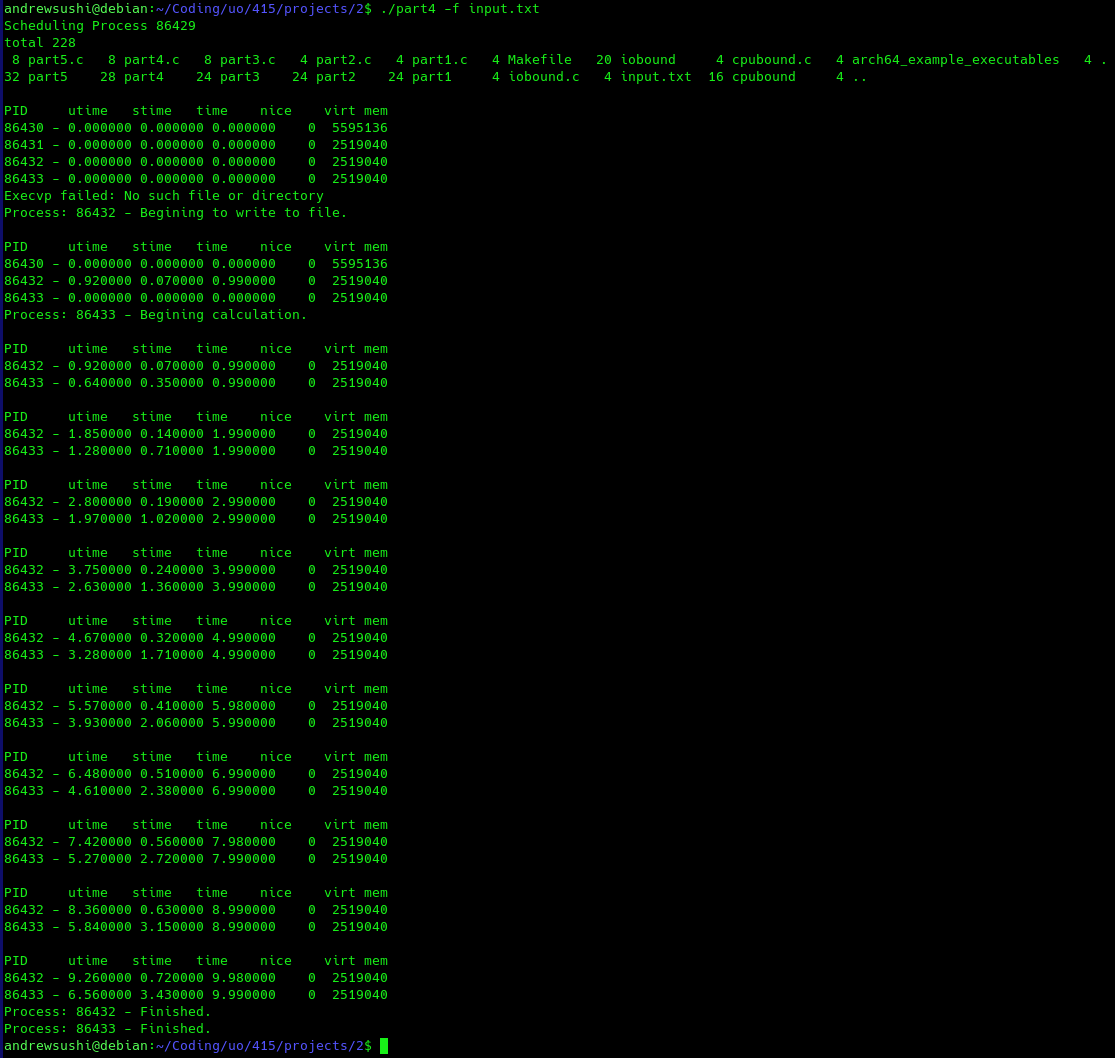 andrewsushi@debian:~/Coding/uo/415/projects/2$ ./part4 -f input.txt
Scheduling Process 86429
total 228
 8 part5.c   8 part4.c   8 part3.c   4 part2.c   4 part1.c   4 Makefile   20 iobound     4 cpubound.c   4 arch64_example_executables   4 .
32 part5    28 part4    24 part3    24 part2    24 part1     4 iobound.c   4 input.txt  16 cpubound     4 ..

PID     utime   stime   time    nice    virt mem
86430 - 0.000000 0.000000 0.000000    0  5595136
86431 - 0.000000 0.000000 0.000000    0  2519040
86432 - 0.000000 0.000000 0.000000    0  2519040
86433 - 0.000000 0.000000 0.000000    0  2519040
Execvp failed: No such file or directory
Process: 86432 - Begining to write to file.

PID     utime   stime   time    nice    virt mem
86430 - 0.000000 0.000000 0.000000    0  5595136
86432 - 0.920000 0.070000 0.990000    0  2519040
86433 - 0.000000 0.000000 0.000000    0  2519040
Process: 86433 - Begining calculation.

PID     utime   stime   time    nice    virt mem
86432 - 0.920000 0.070000 0.990000    0  2519040
86433 - 0.640000 0.350000 0.990000    0  2519040

PID     utime   stime   time    nice    virt mem
86432 - 1.850000 0.140000 1.990000    0  2519040
86433 - 1.280000 0.710000 1.990000    0  2519040

PID     utime   stime   time    nice    virt mem
86432 - 2.800000 0.190000 2.990000    0  2519040
86433 - 1.970000 1.020000 2.990000    0  2519040

PID     utime   stime   time    nice    virt mem
86432 - 3.750000 0.240000 3.990000    0  2519040
86433 - 2.630000 1.360000 3.990000    0  2519040

PID     utime   stime   time    nice    virt mem
86432 - 4.670000 0.320000 4.990000    0  2519040
86433 - 3.280000 1.710000 4.990000    0  2519040

PID     utime   stime   time    nice    virt mem
86432 - 5.570000 0.410000 5.980000    0  2519040
86433 - 3.930000 2.060000 5.990000    0  2519040

PID     utime   stime   time    nice    virt mem
86432 - 6.480000 0.510000 6.990000    0  2519040
86433 - 4.610000 2.380000 6.990000    0  2519040

PID     utime   stime   time    nice    virt mem
86432 - 7.420000 0.560000 7.980000    0  2519040
86433 - 5.270000 2.720000 7.990000    0  2519040

PID     utime   stime   time    nice    virt mem
86432 - 8.360000 0.630000 8.990000    0  2519040
86433 - 5.840000 3.150000 8.990000    0  2519040

PID     utime   stime   time    nice    virt mem
86432 - 9.260000 0.720000 9.980000    0  2519040
86433 - 6.560000 3.430000 9.990000    0  2519040
Process: 86432 - Finished.
Process: 86433 - Finished.
andrewsushi@debian:~/Coding/uo/415/projects/2$